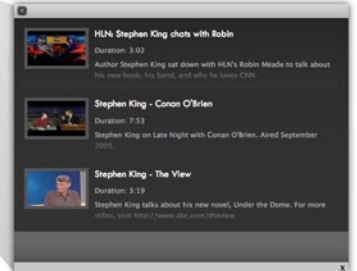 HLN: Stephen King chats with Robin
Duration: 3:02
Author Stephen King sat down with HLN's Robin Meade to talk about
his new book, his band, and why he loves CNN.
Stephen King - Conan O'Brien
Duration: 7:53
Stephen King on Late Night with Conan O'Brien. Aired September
2005.
Stephen King - The View
Duration: 3:19
Stephen King talks about his new novel, Under the Dome. For more
video, visit http://www.abc.com/theview
x